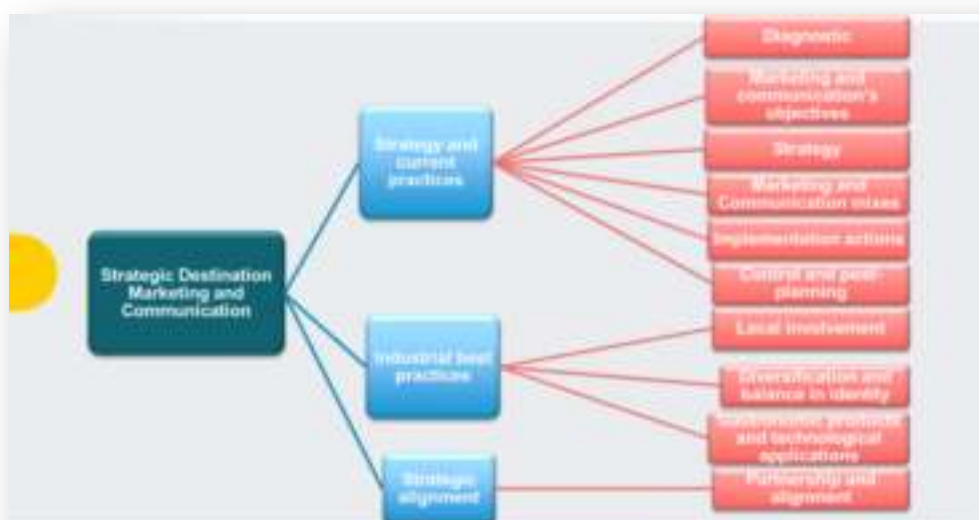 Strategic Destination
Marketing and
Communication
Strategy and
current
practices
Industrial best
practices
Strategic
alignment
Diagnostic
Marketing and
communication's
objectives
Strategy
Marketing and
Communication mixes
Implementation actions
Control and post-
planning
Local involvement
Diversification and
balance in identity
Gastronomic products
and technological
applications
Partnership and
alignment